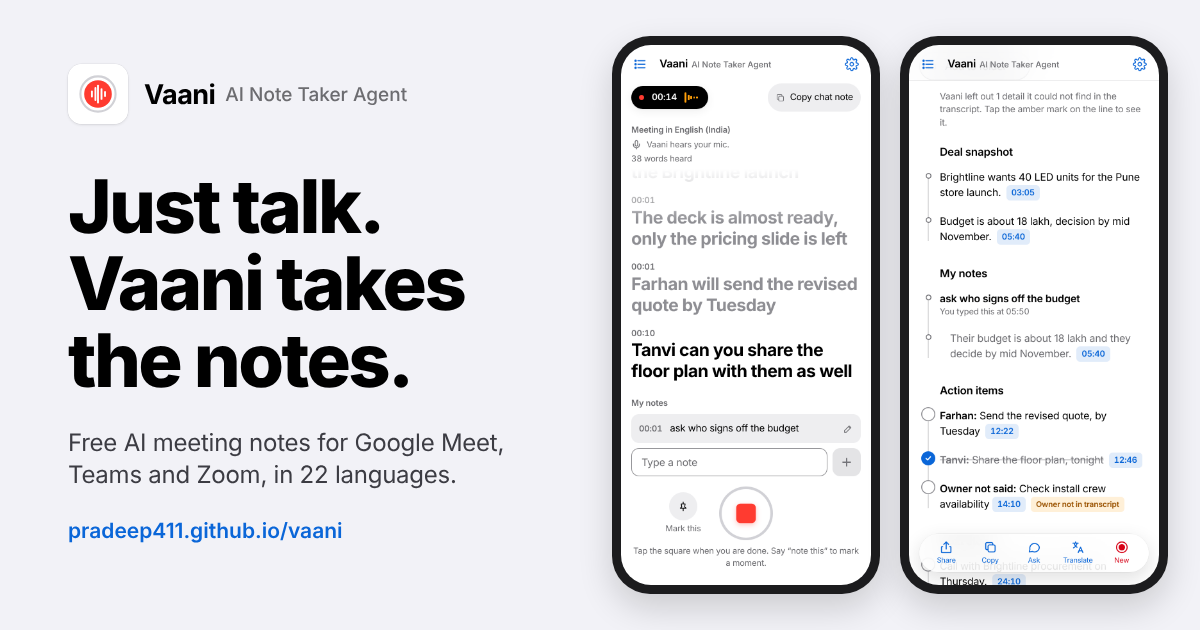 Vaani AI Note Taker Agent
Just talk.
Vaani takes
the notes.
Free AI meeting notes for Google Meet,
Teams and Zoom, in 22 languages.
pradeep411.github.io/vaani
Vaani AI Note Taker Agent
00:14
Copy chat note
Meeting in English (India)
Vaani hears your mic.
38 words heard
the Brightline launch
00:01
The deck is almost ready,
only the pricing slide is left
00:01
Farhan will send the revised
quote by Tuesday
00:10
Tanvi can you share the
floor plan with them as well
My notes
00:01 ask who signs off the budget
Type a note
+
Mark this
Tap the square when you are done. Say "note this" to mark
a moment.
Vaani AI Note Taker Agent
Vaani left out 1 detail it could not find in the
transcript. Tap the amber mark on the line to see
it.
Deal snapshot
Brightline wants 40 LED units for the Pune
store launch. 03:05
Budget is about 18 lakh, decision by mid
November. 05:40
My notes
ask who signs off the budget
You typed this at 05:50
Their budget is about 18 lakh and they
decide by mid November. 05:40
Action items
Farhan: Send the revised quote, by
Tuesday 12:22
Tanvi: Share the floor plan, tonight 12:46
Owner not said: Check install crew
availability 14:10 Owner not in transcript
Share
Copy
Ask
Translate
New
Call with Brightline procurement on
Thursday. 24:10